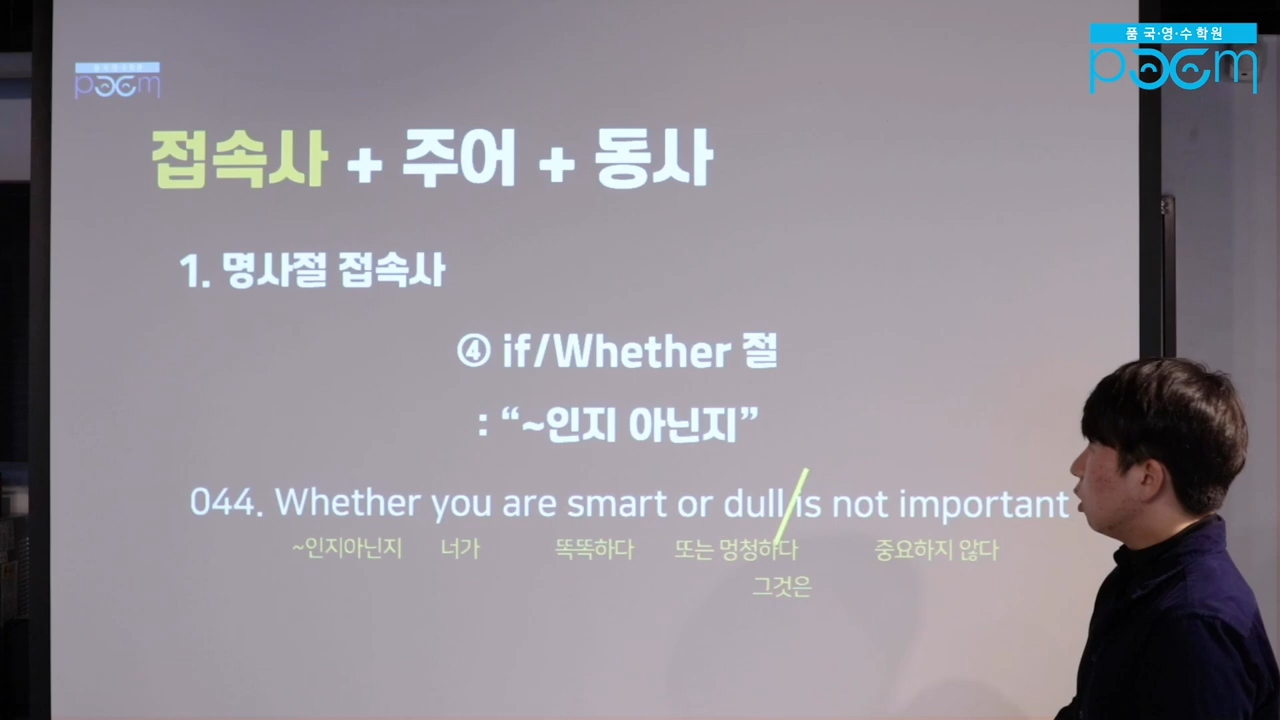 품 국·영·수 학원
poem
poem
접속사 + 주어 + 동사
1. 명사절 접속사
④ if/Whether 절
: “~인지 아닌지”
044. Whether you are smart or dull is not important
~인지아닌지 너가 똑똑하다 또는 멍청하다 중요하지 않다
그것은